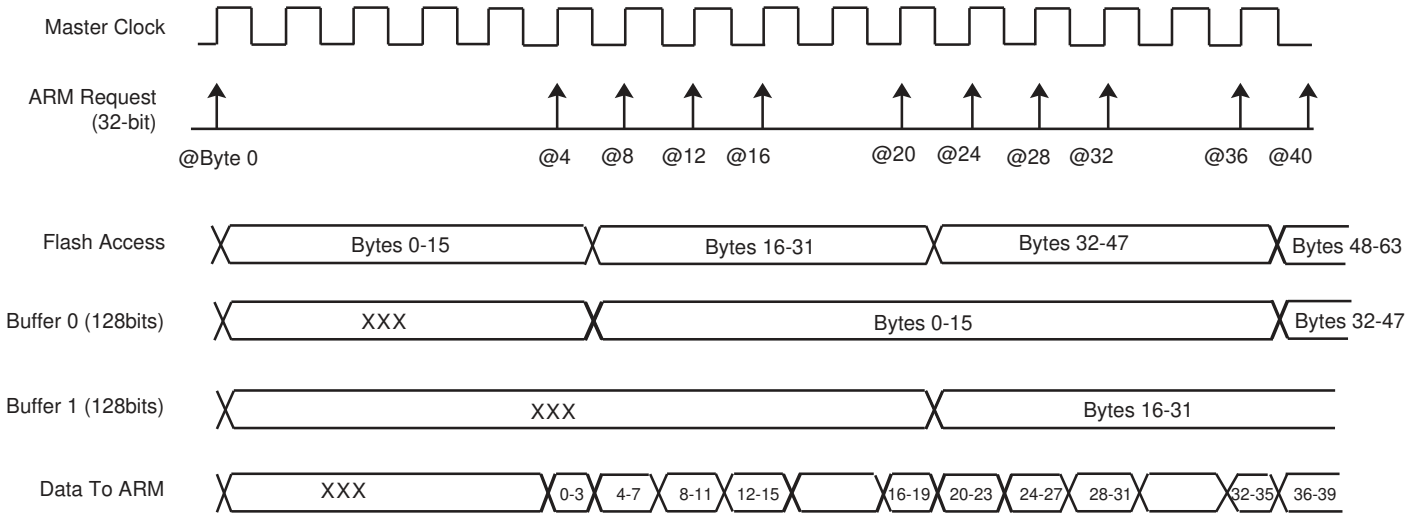 Master Clock
ARM Request
(32-bit)
@Byte 0 @4 @8 @12 @16 @20 @24 @28 @32 @36 @40
Flash Access Bytes 0-15 Bytes 16-31 Bytes 32-47 Bytes 48-63
Buffer 0 (128bits) XXX Bytes 0-15 Bytes 32-47
Buffer 1 (128bits) XXX Bytes 16-31
Data To ARM XXX 0-3 4-7 8-11 12-15 16-19 20-23 24-27 28-31 32-35 36-39